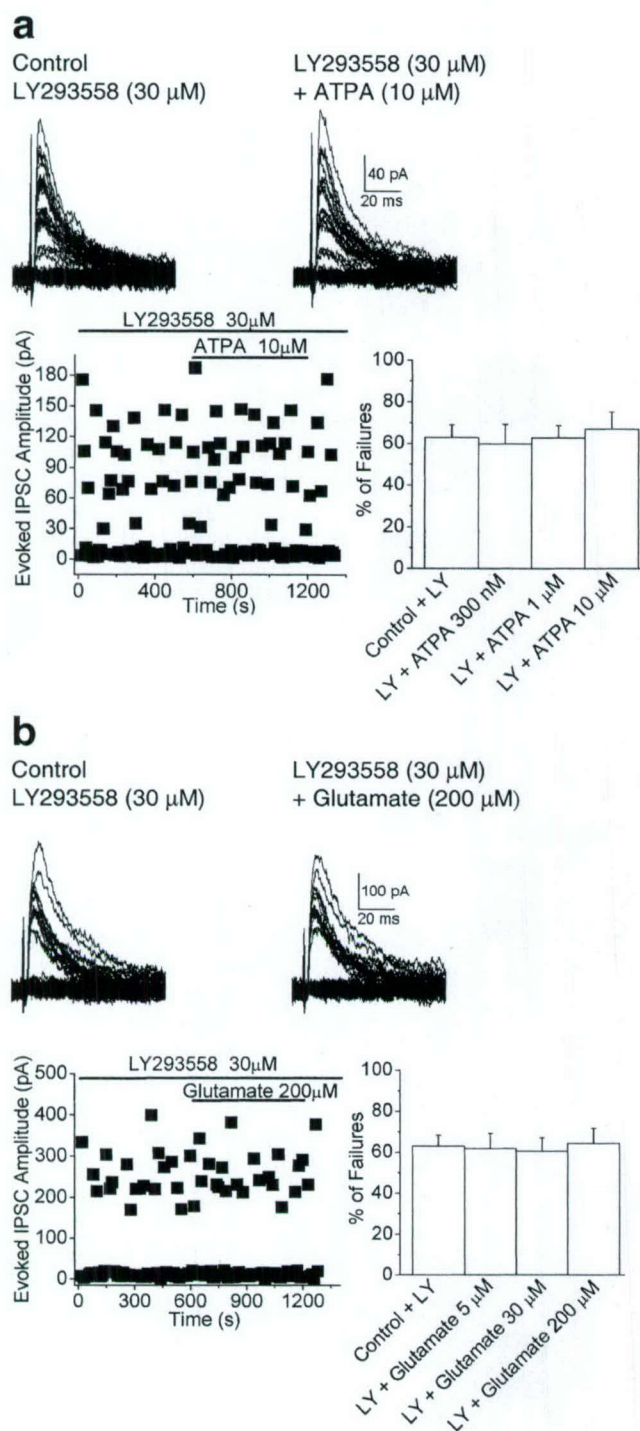 a
Control
LY293558 (30 μM)
LY293558 (30 μM)
+ ATPA (10 μM)
40 pA
20 ms
LY293558 30μM
ATPA 10μM
Evoked IPSC Amplitude (pA)
180
150
120
90
60
30
0
0
400
800
1200
Time (s)
% of Failures
100
80
60
40
20
0
Control + LY
LY + ATPA 300 nM
LY + ATPA 1 μM
LY + ATPA 10 μM
b
Control
LY293558 (30 μM)
LY293558 (30 μM)
+ Glutamate (200 μM)
100 pA
20 ms
LY293558 30μM
Glutamate 200μM
Evoked IPSC Amplitude (pA)
500
400
300
200
100
0
0
300
600
900
1200
Time (s)
% of Failures
100
80
60
40
20
0
Control + LY
LY + Glutamate 5 μM
LY + Glutamate 30 μM
LY + Glutamate 200 μM